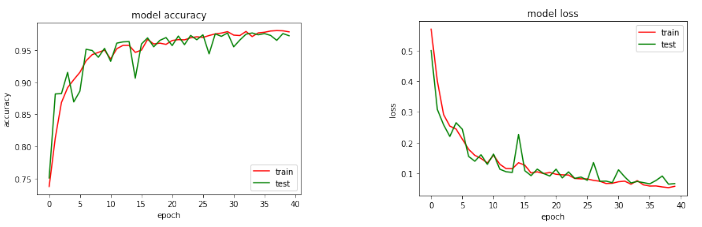 model accuracy
accuracy
0.95
0.90
0.85
0.80
0.75
train
test
0 5 10 15 20 25 30 35 40
epoch
model loss
loss
0.5
0.4
0.3
0.2
0.1
train
test
0 5 10 15 20 25 30 35 40
epoch